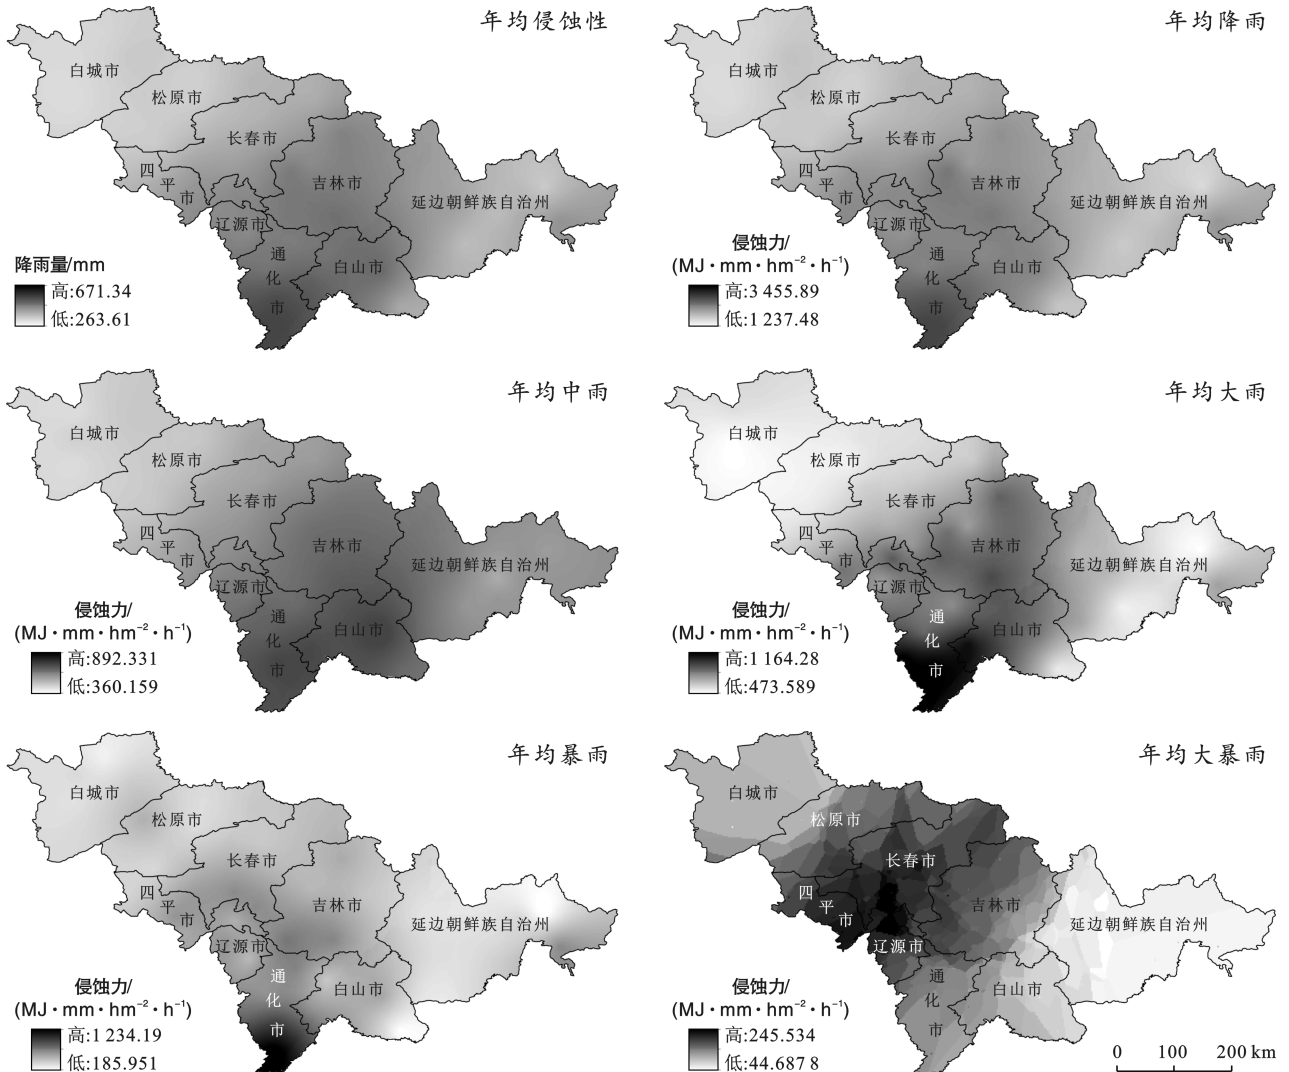 年均侵蚀性
白城市
松原市
长春市
四
平
市
吉林市
延边朝鲜族自治州
辽源市
通
化
市
白山市
降雨量/mm
高:671.34
低:263.61
年均降雨
白城市
松原市
长春市
四
平
市
吉林市
延边朝鲜族自治州
辽源市
通
化
市
白山市
侵蚀力/
(MJ·mm·hm⁻²·h⁻¹)
高:3 455.89
低:1 237.48
年均中雨
白城市
松原市
长春市
四
平
市
吉林市
延边朝鲜族自治州
辽源市
通
化
市
白山市
侵蚀力/
(MJ·mm·hm⁻²·h⁻¹)
高:892.331
低:360.159
年均大雨
白城市
松原市
长春市
四
平
市
吉林市
延边朝鲜族自治州
辽源市
通
化
市
白山市
侵蚀力/
(MJ·mm·hm⁻²·h⁻¹)
高:1 164.28
低:473.589
年均暴雨
白城市
松原市
长春市
四
平
市
吉林市
延边朝鲜族自治州
辽源市
通
化
市
白山市
侵蚀力/
(MJ·mm·hm⁻²·h⁻¹)
高:1 234.19
低:185.951
年均大暴雨
白城市
松原市
长春市
四
平
市
吉林市
延边朝鲜族自治州
辽源市
通
化
市
白山市
侵蚀力/
(MJ·mm·hm⁻²·h⁻¹)
高:245.534
低:44.687 8
0 100 200 km